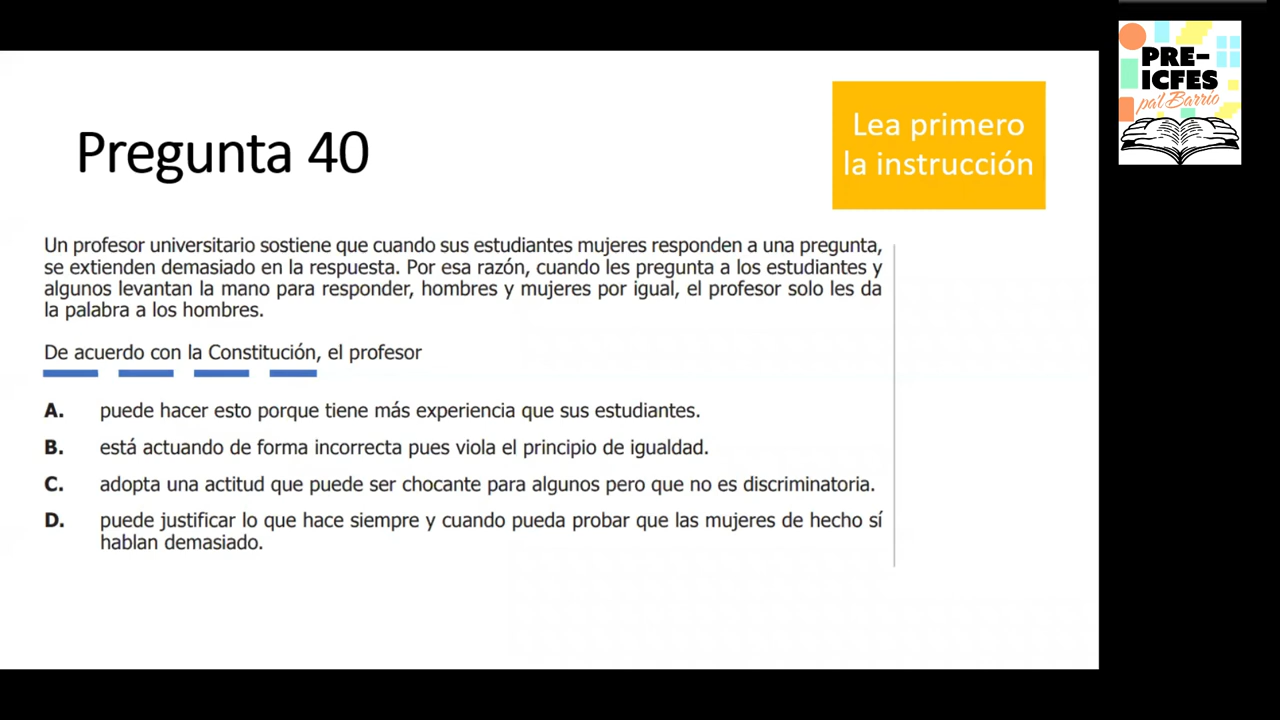 PRE-
ICFES
pa'l Barrio
Lea primero
la instrucción
Pregunta 40
Un profesor universitario sostiene que cuando sus estudiantes mujeres responden a una pregunta,
se extienden demasiado en la respuesta. Por esa razón, cuando les pregunta a los estudiantes y
algunos levantan la mano para responder, hombres y mujeres por igual, el profesor solo les da
la palabra a los hombres.
De acuerdo con la Constitución, el profesor
A. puede hacer esto porque tiene más experiencia que sus estudiantes.
B. está actuando de forma incorrecta pues viola el principio de igualdad.
C. adopta una actitud que puede ser chocante para algunos pero que no es discriminatoria.
D. puede justificar lo que hace siempre y cuando pueda probar que las mujeres de hecho sí
hablan demasiado.